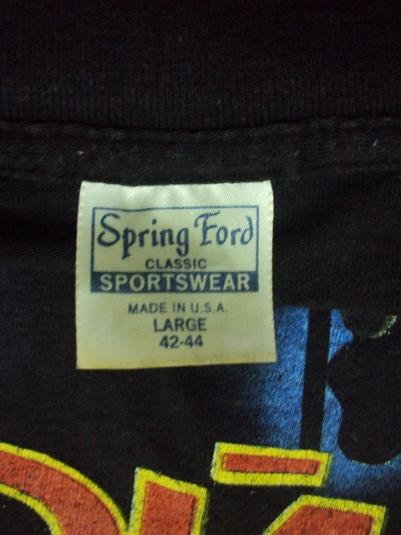 Spring Ford
CLASSIC
SPORTSWEAR
MADE IN U.S.A.
LARGE
42-44